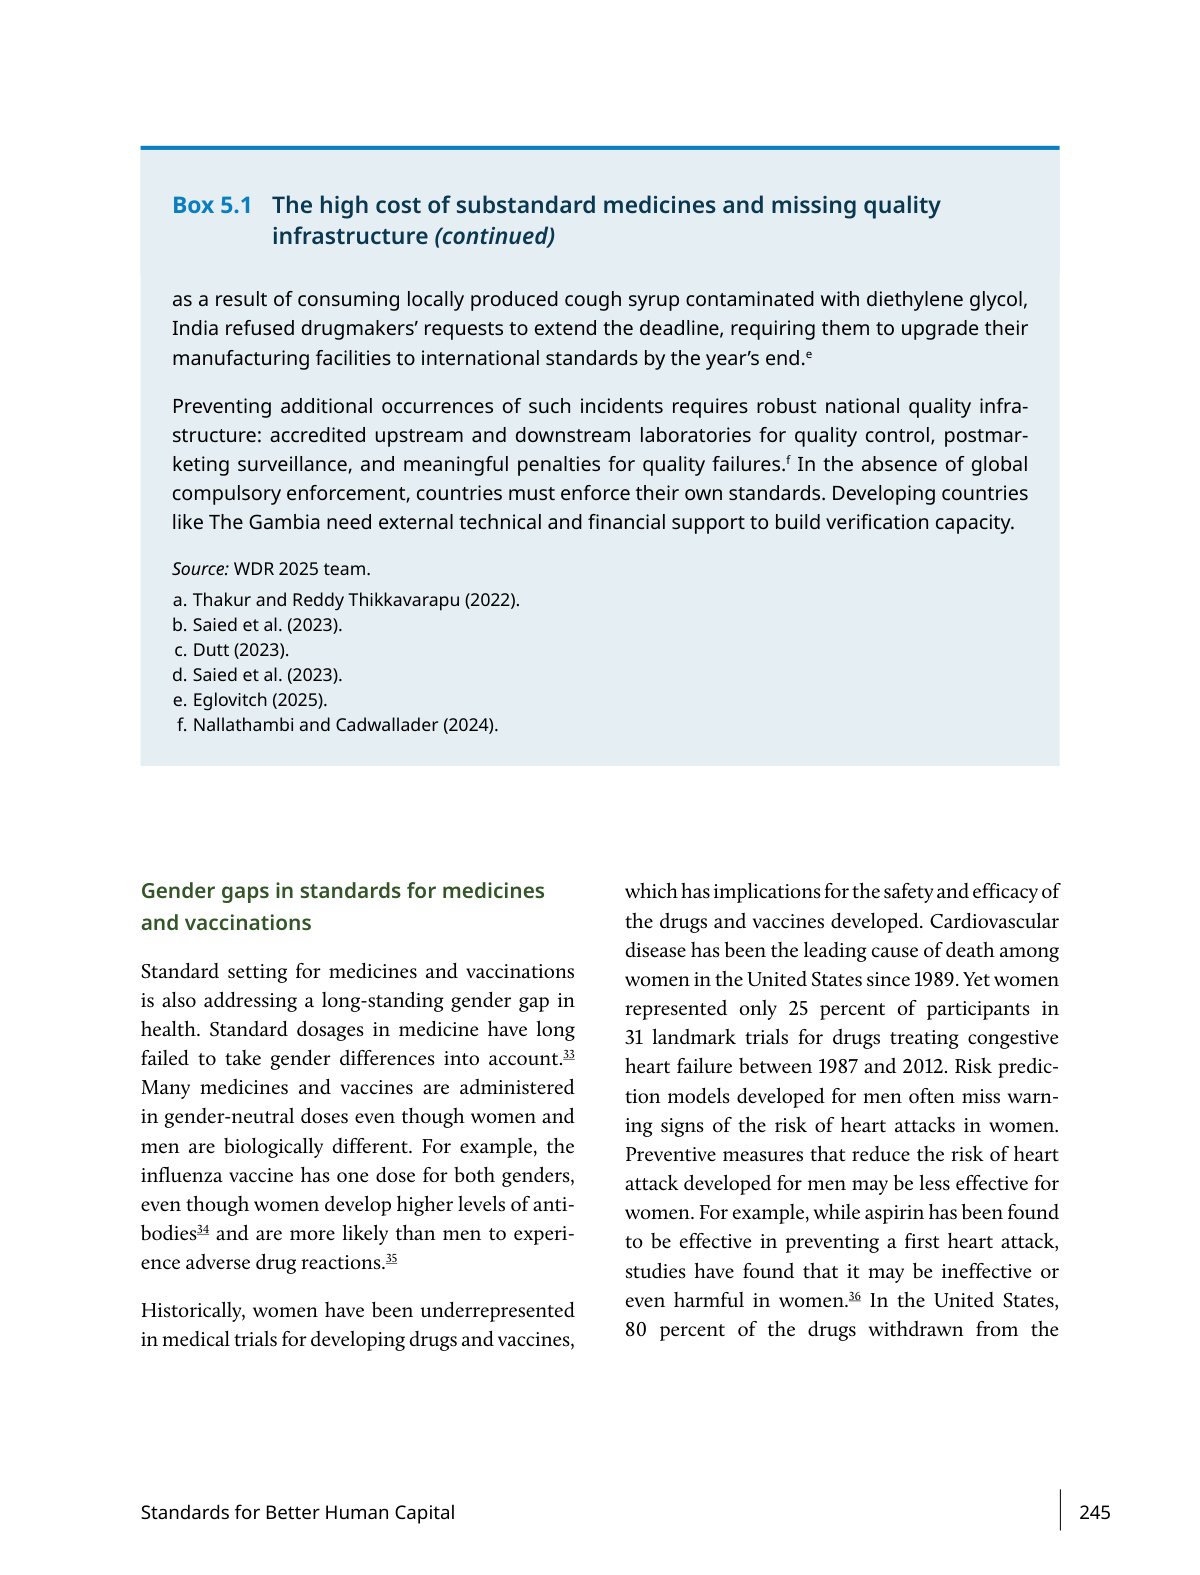 Box 5.1 The high cost of substandard medicines and missing quality
infrastructure (continued)
as a result of consuming locally produced cough syrup contaminated with diethylene glycol,
India refused drugmakers’ requests to extend the deadline, requiring them to upgrade their
manufacturing facilities to international standards by the year’s end.e
Preventing additional occurrences of such incidents requires robust national quality infra-
structure: accredited upstream and downstream laboratories for quality control, postmar-
keting surveillance, and meaningful penalties for quality failures.f In the absence of global
compulsory enforcement, countries must enforce their own standards. Developing countries
like The Gambia need external technical and financial support to build verification capacity.
Source: WDR 2025 team.
a. Thakur and Reddy Thikkavarapu (2022).
b. Saied et al. (2023).
c. Dutt (2023).
d. Saied et al. (2023).
e. Eglovitch (2025).
f. Nallathambi and Cadwallader (2024).
Gender gaps in standards for medicines
and vaccinations
Standard setting for medicines and vaccinations
is also addressing a long-standing gender gap in
health. Standard dosages in medicine have long
failed to take gender differences into account.33
Many medicines and vaccines are administered
in gender-neutral doses even though women and
men are biologically different. For example, the
influenza vaccine has one dose for both genders,
even though women develop higher levels of anti-
bodies34 and are more likely than men to experi-
ence adverse drug reactions.35
Historically, women have been underrepresented
in medical trials for developing drugs and vaccines,
which has implications for the safety and efficacy of
the drugs and vaccines developed. Cardiovascular
disease has been the leading cause of death among
women in the United States since 1989. Yet women
represented only 25 percent of participants in
31 landmark trials for drugs treating congestive
heart failure between 1987 and 2012. Risk predic-
tion models developed for men often miss warn-
ing signs of the risk of heart attacks in women.
Preventive measures that reduce the risk of heart
attack developed for men may be less effective for
women. For example, while aspirin has been found
to be effective in preventing a first heart attack,
studies have found that it may be ineffective or
even harmful in women.36 In the United States,
80 percent of the drugs withdrawn from the
Standards for Better Human Capital
245